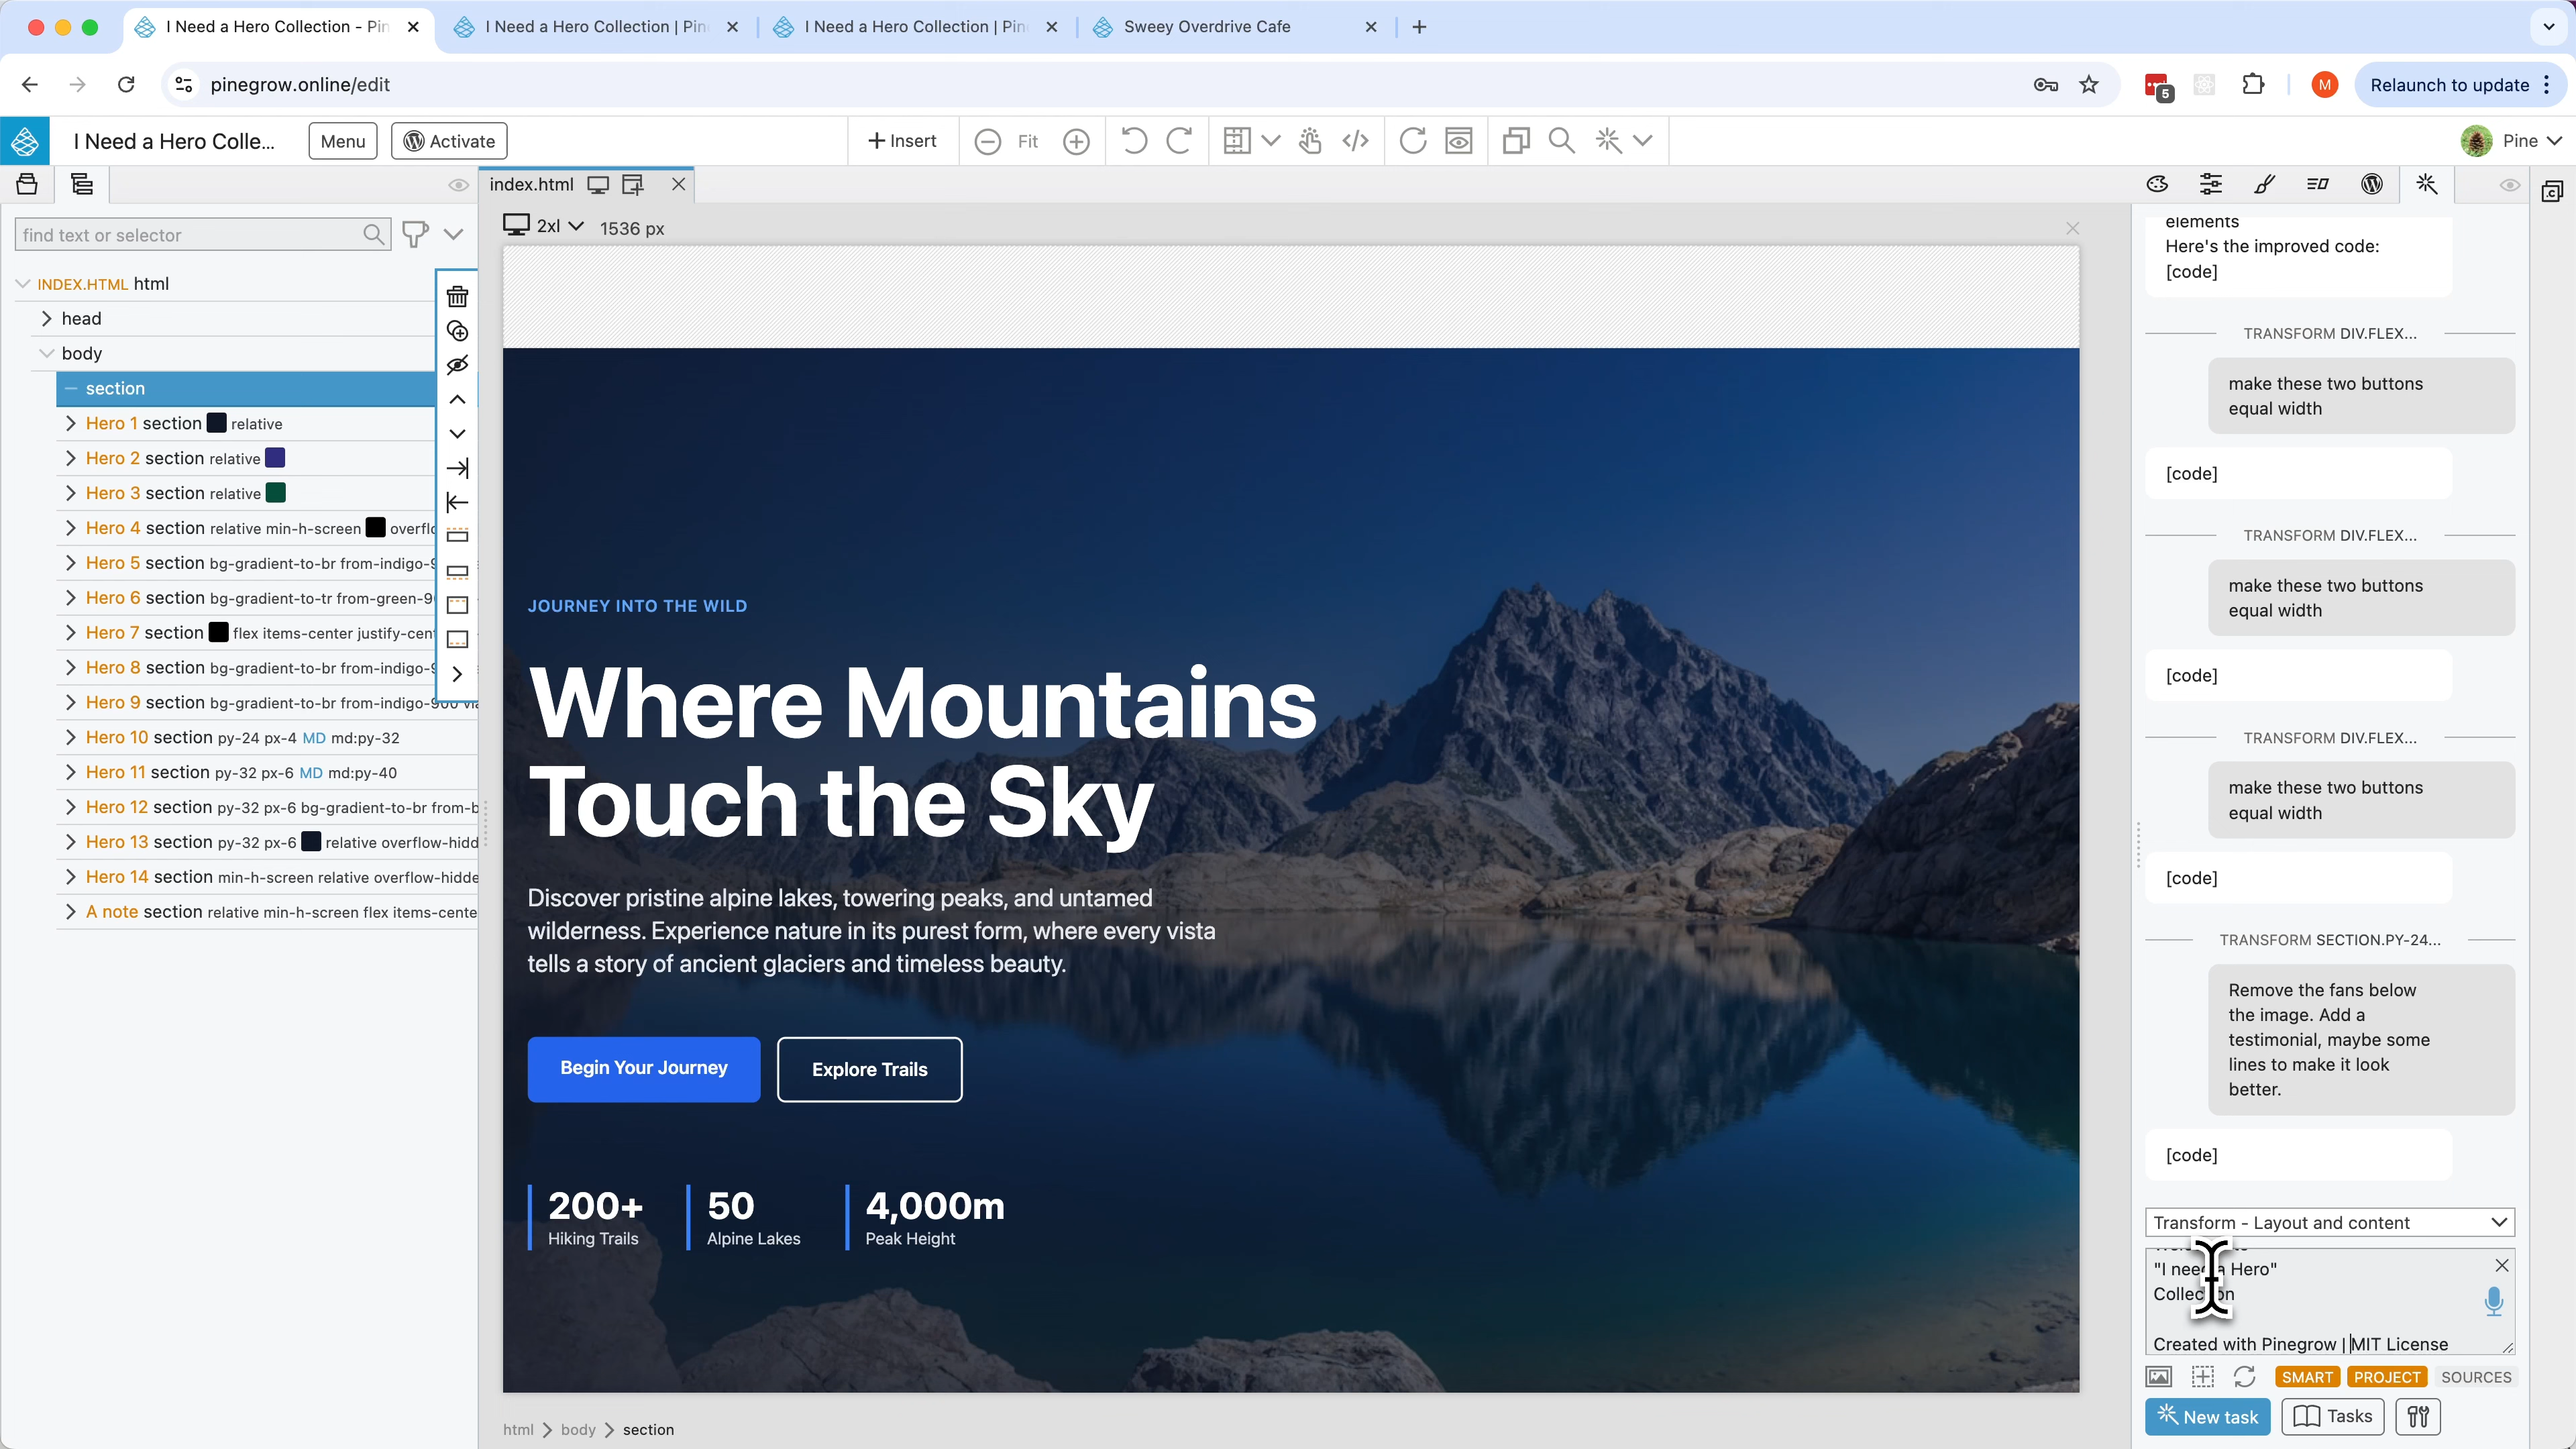 I Need a Hero Collection - Pin
I Need a Hero Collection | Pin
I Need a Hero Collection | Pin
Sweey Overdrive Cafe
pinegrow.online/edit
5
M
Relaunch to update
I Need a Hero Colle...
Menu
Activate
Insert
Fit
Pine
index.html
find text or selector
2xl
1536 px
INDEX.HTML html
head
body
section
Hero 1 section relative
Hero 2 section relative
Hero 3 section relative
Hero 4 section relative min-h-screen overflo
Hero 5 section bg-gradient-to-br from-indigo-9
Hero 6 section bg-gradient-to-tr from-green-90
Hero 7 section flex items-center justify-cent
Hero 8 section bg-gradient-to-br from-indigo-9
Hero 9 section bg-gradient-to-br from-indigo-900 via
Hero 10 section py-24 px-4 MD md:py-32
Hero 11 section py-32 px-6 MD md:py-40
Hero 12 section py-32 px-6 bg-gradient-to-br from-b
Hero 13 section py-32 px-6 relative overflow-hidd
Hero 14 section min-h-screen relative overflow-hidde
A note section relative min-h-screen flex items-cente
JOURNEY INTO THE WILD
Where Mountains
Touch the Sky
Discover pristine alpine lakes, towering peaks, and untamed
wilderness. Experience nature in its purest form, where every vista
tells a story of ancient glaciers and timeless beauty.
Begin Your Journey
Explore Trails
200+
Hiking Trails
50
Alpine Lakes
4,000m
Peak Height
html
body
section
elements
Here's the improved code:
[code]
TRANSFORM DIV.FLEX...
make these two buttons
equal width
[code]
TRANSFORM DIV.FLEX...
make these two buttons
equal width
[code]
TRANSFORM DIV.FLEX...
make these two buttons
equal width
[code]
TRANSFORM SECTION.PY-24...
Remove the fans below
the image. Add a
testimonial, maybe some
lines to make it look
better.
[code]
Transform - Layout and content
"I need a Hero"
Collection
Created with Pinegrow | MIT License
SMART
PROJECT
SOURCES
New task
Tasks